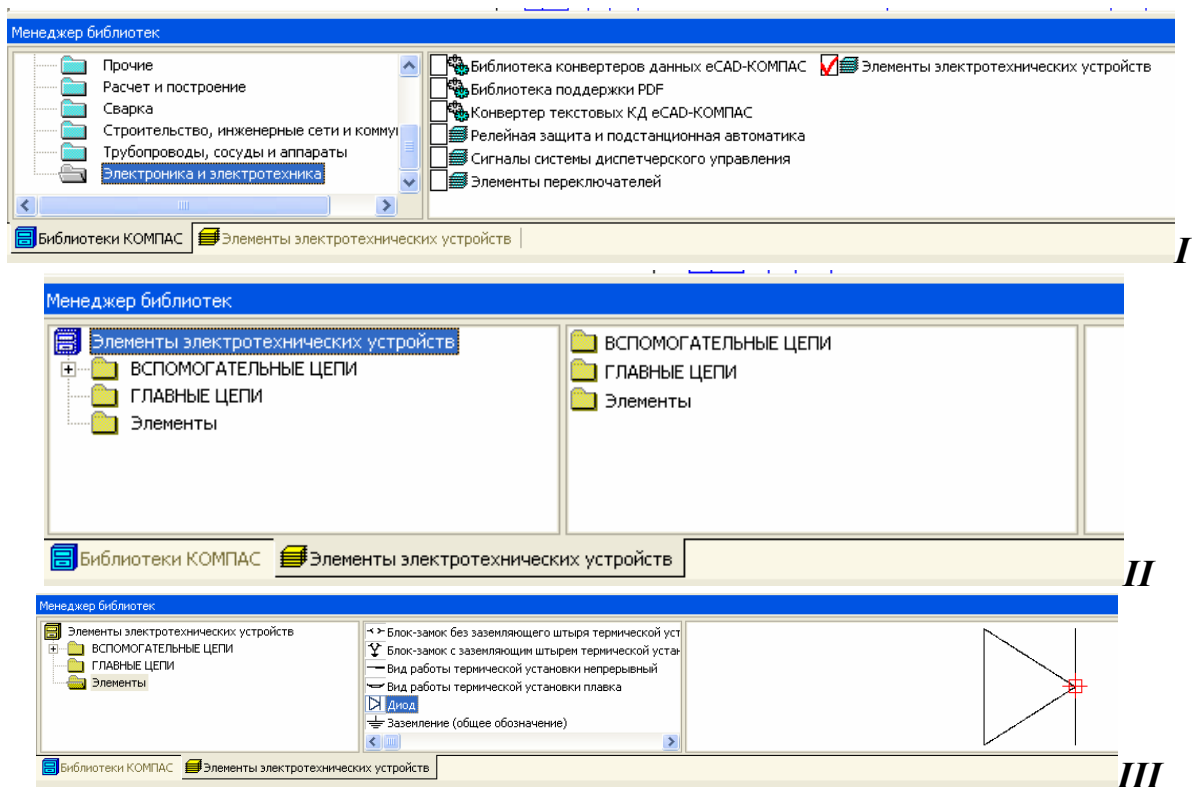 Менеджер библиотек
Прочие
Расчет и построение
Сварка
Строительство, инженерные сети и комму
Трубопроводы, сосуды и аппараты
Электроника и электротехника
Библиотека конвертеров данных eCAD-КОМПАС
Библиотека поддержки PDF
Конвертер текстовых КД eCAD-КОМПАС
Релейная защита и подстанционная автоматика
Сигналы системы диспетчерского управления
Элементы переключателей
Элементы электротехнических устройств
Библиотеки КОМПАС Элементы электротехнических устройств
I
Менеджер библиотек
Элементы электротехнических устройств
ВСПОМОГАТЕЛЬНЫЕ ЦЕПИ
ГЛАВНЫЕ ЦЕПИ
Элементы
ВСПОМОГАТЕЛЬНЫЕ ЦЕПИ
ГЛАВНЫЕ ЦЕПИ
Элементы
Библиотеки КОМПАС Элементы электротехнических устройств
II
Менеджер библиотек
Элементы электротехнических устройств
ВСПОМОГАТЕЛЬНЫЕ ЦЕПИ
ГЛАВНЫЕ ЦЕПИ
Элементы
Блок-замок без заземляющего штыря термической уст
Блок-замок с заземляющим штырем термической устан
Вид работы термической установки непрерывный
Вид работы термической установки плавка
Диод
Заземление (общее обозначение)
Библиотеки КОМПАС Элементы электротехнических устройств
III